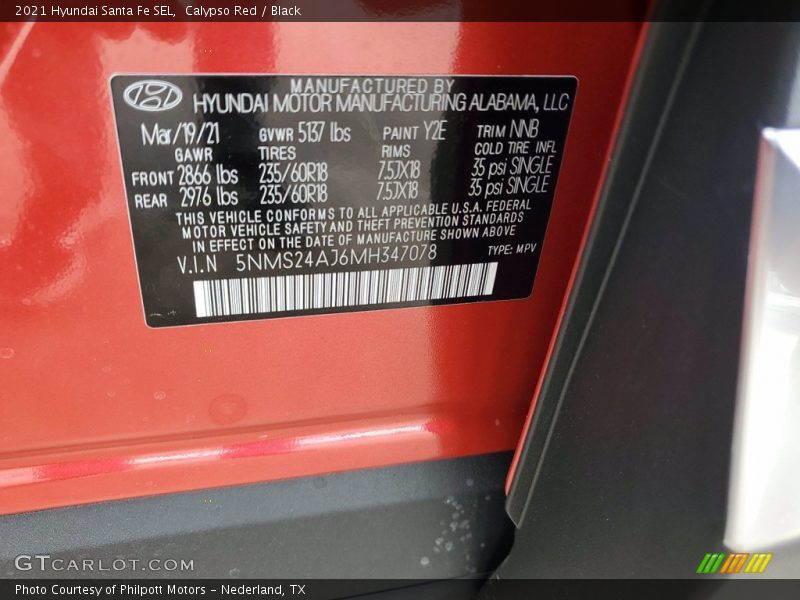 2021 Hyundai Santa Fe SEL,  Calypso Red / Black
MANUFACTURED BY
HYUNDAI MOTOR MANUFACTURING ALABAMA, LLC
Mar/19/21 GVWR 5137 lbs PAINT Y2E TRIM NNB
GAWR TIRES RIMS COLD TIRE INFL
FRONT 2866 lbs 235/60R18 7.5JX18 35 psi SINGLE
REAR 2976 lbs 235/60R18 7.5JX18 35 psi SINGLE
THIS VEHICLE CONFORMS TO ALL APPLICABLE U.S.A. FEDERAL
MOTOR VEHICLE SAFETY AND THEFT PREVENTION STANDARDS
IN EFFECT ON THE DATE OF MANUFACTURE SHOWN ABOVE
V.I.N 5NMS24AJ6MH347078 TYPE: MPV
GTCARLOT.COM
Photo Courtesy of Philpott Motors - Nederland, TX